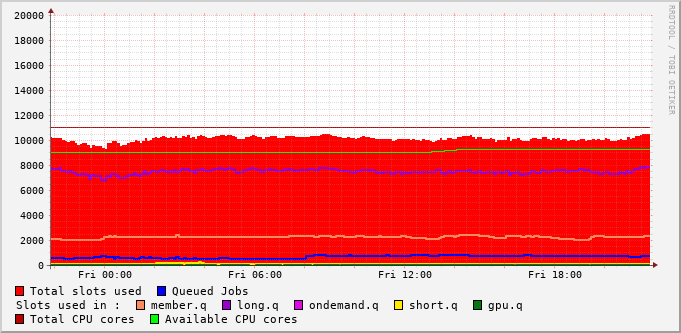 20000
18000
16000
14000
12000
10000
8000
6000
4000
2000
0
Fri 00:00 Fri 06:00 Fri 12:00 Fri 18:00
Total slots used Queued Jobs
Slots used in : member.q long.q ondemand.q short.q gpu.q
Total CPU cores Available CPU cores
RRDTOOL / TOBI OETIKER